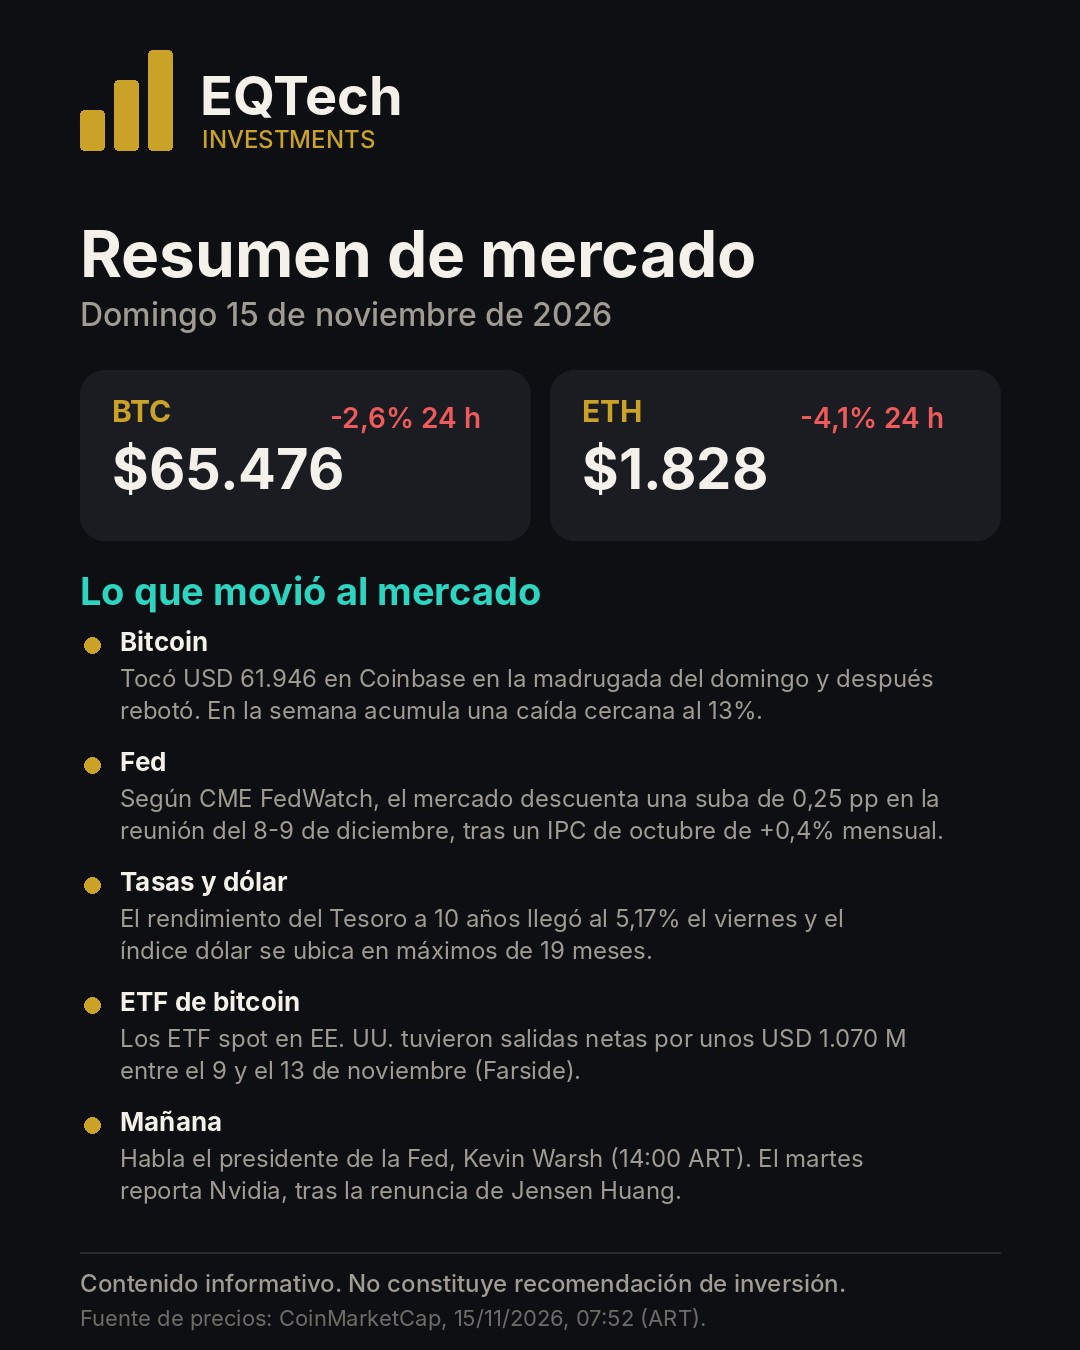 EQTech
INVESTMENTS
Resumen de mercado
Domingo 15 de noviembre de 2026
BTC
-2,6% 24 h
$65.476
ETH
-4,1% 24 h
$1.828
Lo que movió al mercado
Bitcoin
Tocó USD 61.946 en Coinbase en la madrugada del domingo y después
rebotó. En la semana acumula una caída cercana al 13%.
Fed
Según CME FedWatch, el mercado descuenta una suba de 0,25 pp en la
reunión del 8-9 de diciembre, tras un IPC de octubre de +0,4% mensual.
Tasas y dólar
El rendimiento del Tesoro a 10 años llegó al 5,17% el viernes y el
índice dólar se ubica en máximos de 19 meses.
ETF de bitcoin
Los ETF spot en EE. UU. tuvieron salidas netas por unos USD 1.070 M
entre el 9 y el 13 de noviembre (Farside).
Mañana
Habla el presidente de la Fed, Kevin Warsh (14:00 ART). El martes
reporta Nvidia, tras la renuncia de Jensen Huang.
Contenido informativo. No constituye recomendación de inversión.
Fuente de precios: CoinMarketCap, 15/11/2026, 07:52 (ART).